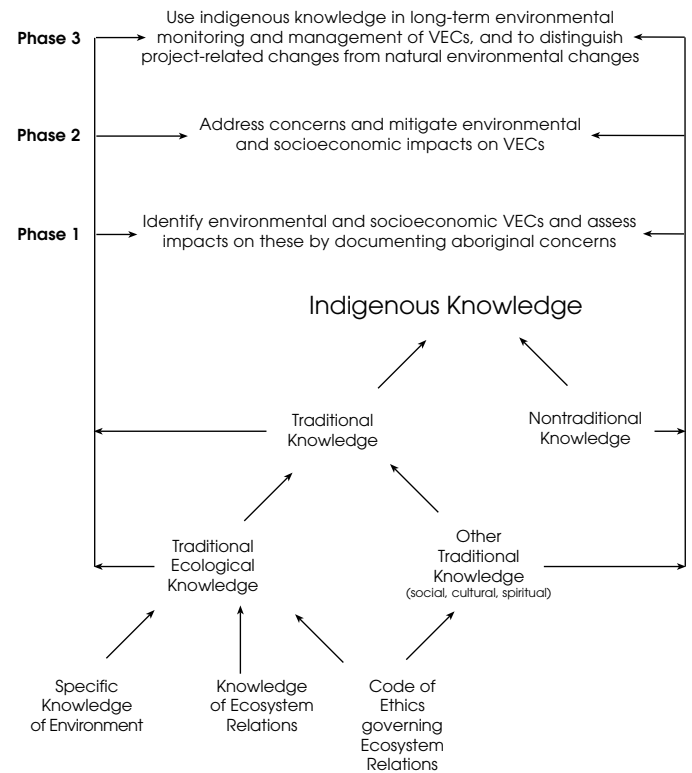 Phase 3
Use indigenous knowledge in long-term environmental
monitoring and management of VECs, and to distinguish
project-related changes from natural environmental changes
Phase 2
Address concerns and mitigate environmental
and socioeconomic impacts on VECs
Phase 1
Identify environmental and socioeconomic VECs and assess
impacts on these by documenting aboriginal concerns
Indigenous Knowledge
Traditional
Knowledge
Nontraditional
Knowledge
Traditional
Ecological
Knowledge
Other
Traditional
Knowledge
(social, cultural, spiritual)
Specific
Knowledge
of Environment
Knowledge
of Ecosystem
Relations
Code of
Ethics
governing
Ecosystem
Relations